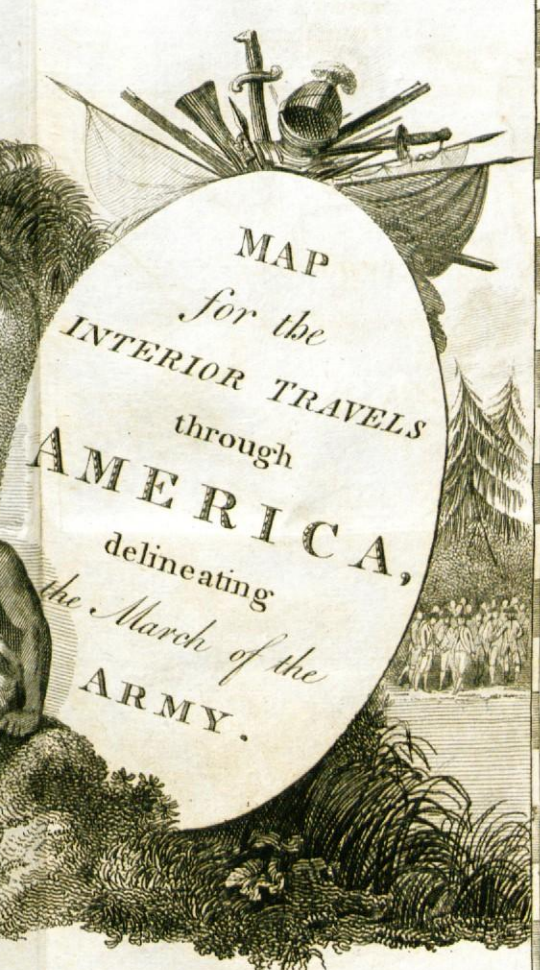 MAP
for the
INTERIOR TRAVELS
through
AMERICA,
delineating
the March of the
ARMY.